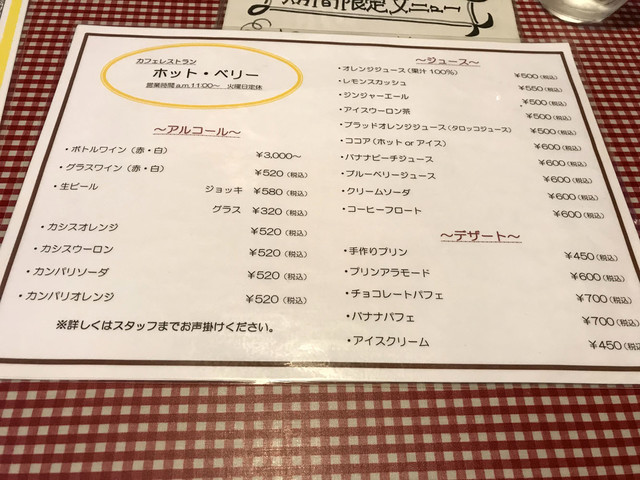 期間限定メニュー
カフェレストラン
ホット・ベリー
営業時間a.m.11:00～ 火曜日定休
～アルコール～
・ボトルワイン（赤・白） ¥3,000～
・グラスワイン（赤・白） ¥520（税込）
・生ビール ジョッキ ¥580（税込）
グラス ¥320（税込）
・カシスオレンジ ¥520（税込）
・カシスウーロン ¥520（税込）
・カンパリソーダ ¥520（税込）
・カンパリオレンジ ¥520（税込）
※詳しくはスタッフまでお声掛けください。
～ジュース～
・オレンジジュース（果汁100%） ¥500（税込）
・レモンスカッシュ ¥550（税込）
・ジンジャーエール ¥500（税込）
・アイスウーロン茶 ¥500（税込）
・ブラッドオレンジジュース（タロッコジュース） ¥500（税込）
・ココア（ホット or アイス） ¥600（税込）
・バナナピーチジュース ¥600（税込）
・ブルーベリージュース ¥600（税込）
・クリームソーダ ¥600（税込）
・コーヒーフロート ¥600（税込）
～デザート～
・手作りプリン ¥450（税込）
・プリンアラモード ¥600（税込）
・チョコレートパフェ ¥700（税込）
・バナナパフェ ¥700（税込）
・アイスクリーム ¥450（税込）